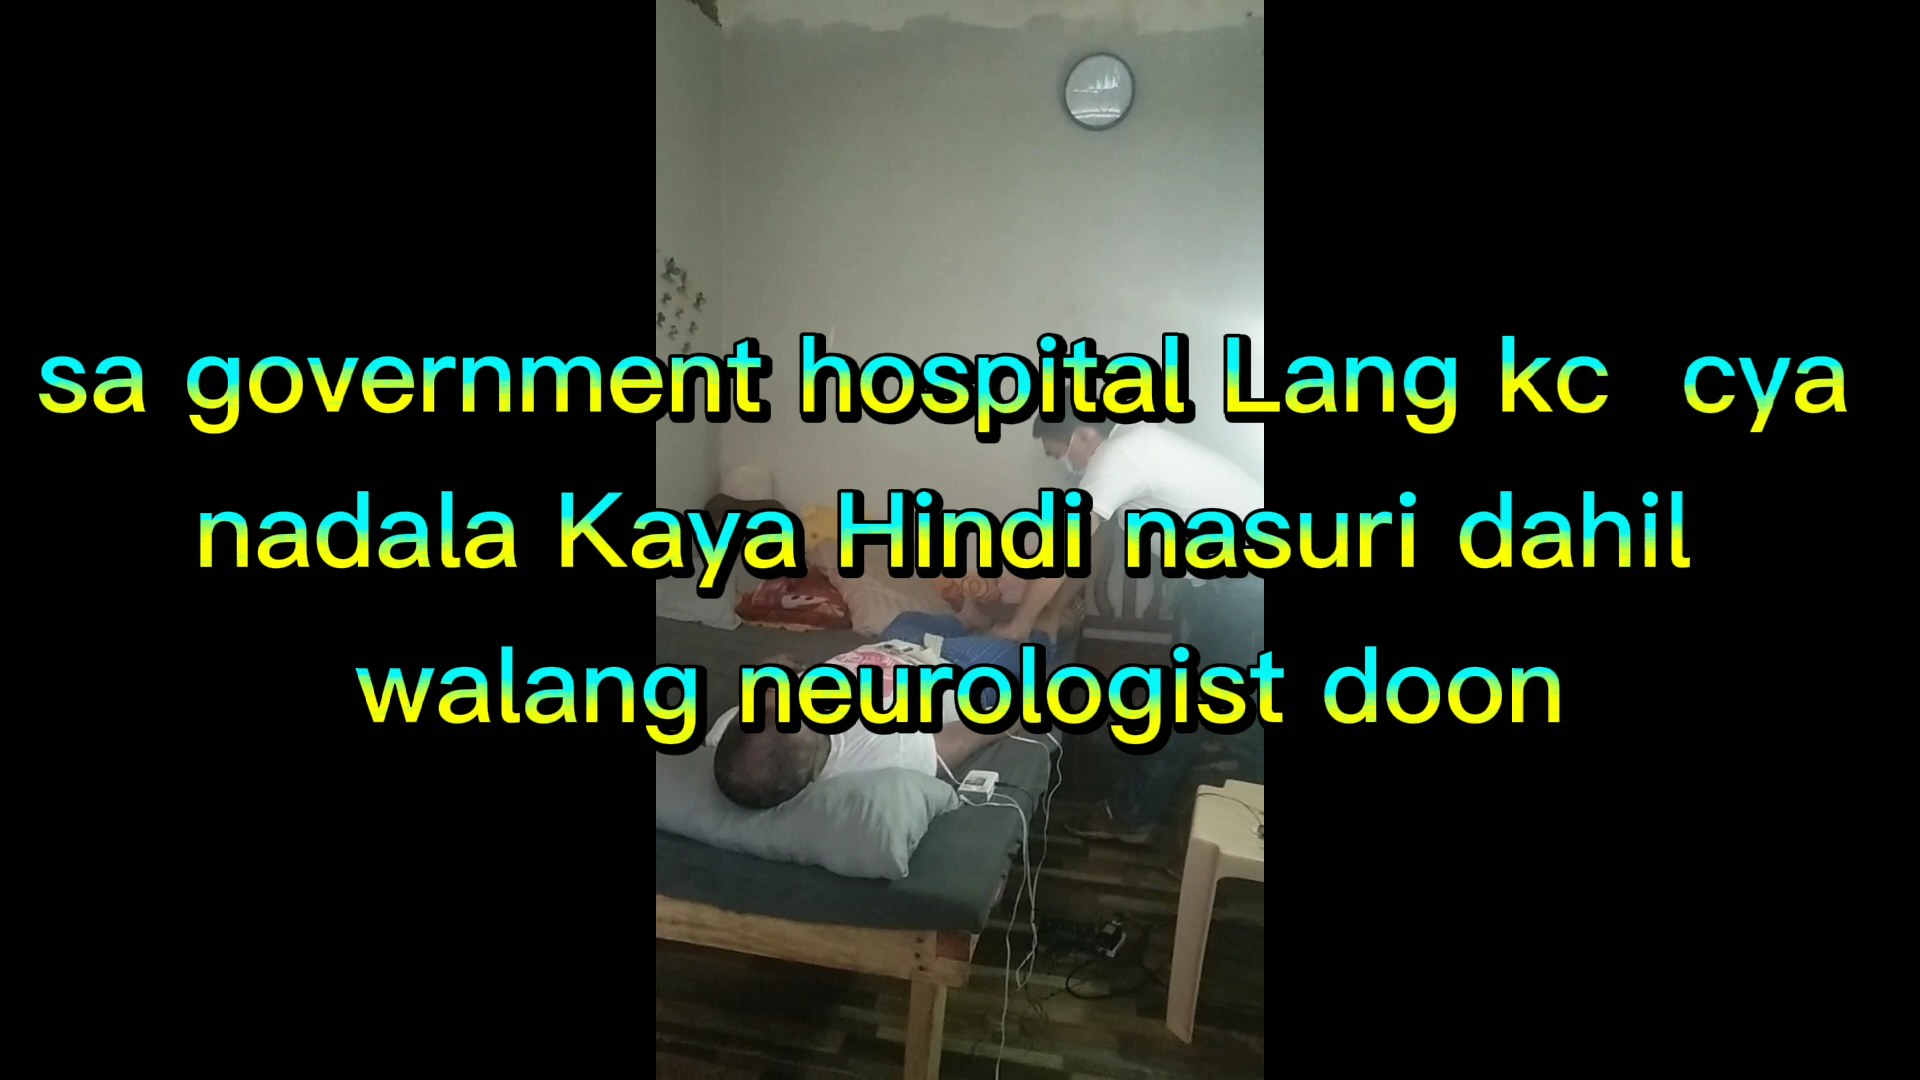 sa government hospital Lang kc cya
nadala Kaya Hindi nasuri dahil
walang neurologist doon